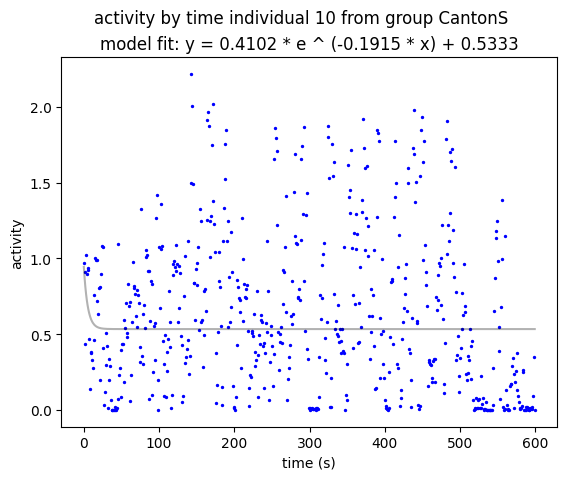 activity by time individual 10 from group CantonS
model fit: y = 0.4102 * e ^ (-0.1915 * x) + 0.5333
2.0
1.5
1.0
0.5
0.0
activity
0 100 200 300 400 500 600
time (s)